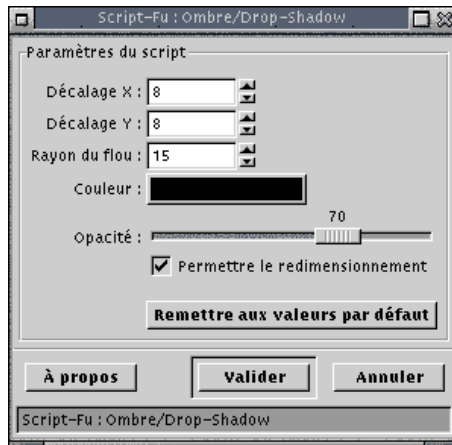 Script-Fu : Ombre/Drop-Shadow
Paramètres du script
Décalage X : 8
Décalage Y : 8
Rayon du flou : 15
Couleur :
70
Opacité :
Permettre le redimensionnement
Remettre aux valeurs par défaut
À propos Valider Annuler
Script-Fu : Ombre/Drop-Shadow